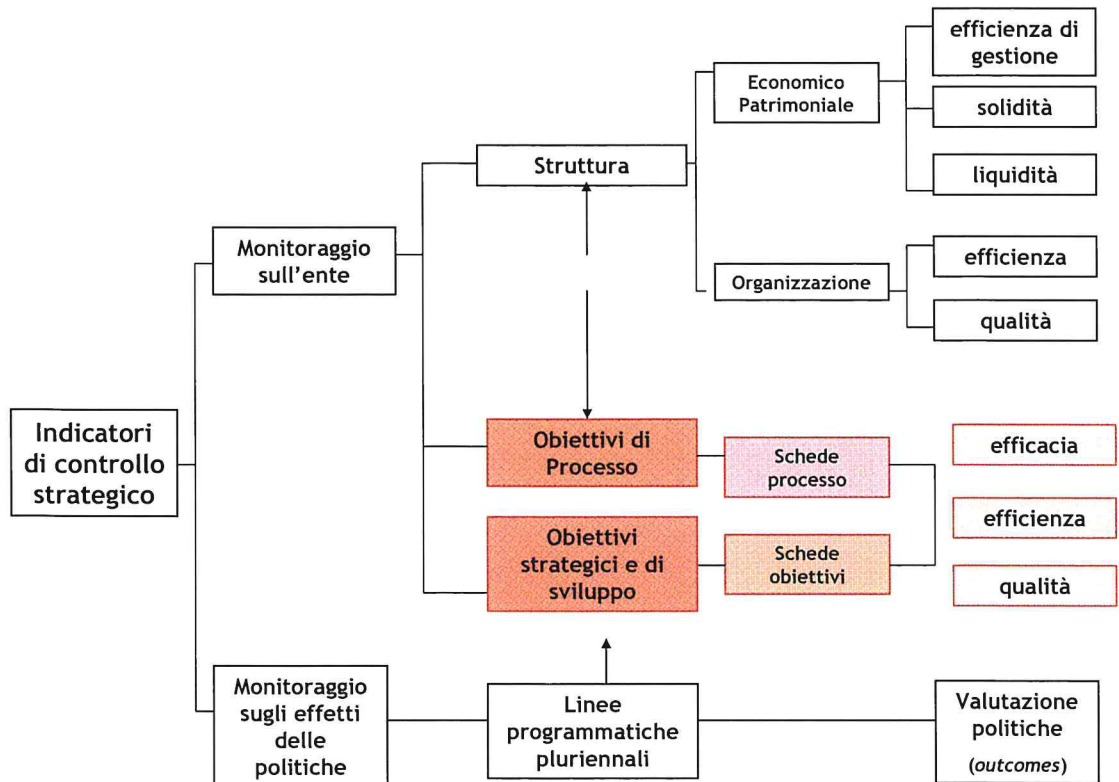 Indicatori
di controllo
strategico
Monitoraggio
sull'ente
Struttura
Economico
Patrimoniale
efficienza di
gestione
solidità
liquidità
Organizzazione
efficienza
qualità
Obiettivi di
Processo
Schede
processo
Obiettivi
strategici e di
sviluppo
Schede
obiettivi
efficacia
efficienza
qualità
Monitoraggio
sugli effetti
delle
politiche
Linee
programmatiche
pluriennali
Valutazione
politiche
(outcomes)